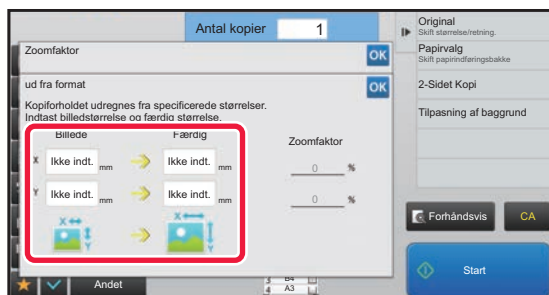 Antal kopier 1
Original
Skift størrelse/retning.
Zoomfaktor OK
Papirvalg
Skift papirindføringsbakke
ud fra format OK
2-Sidet Kopi
Kopiforholdet udregnes fra specificerede størrelser.
Indtast billedstørrelse og færdig størrelse.
Tilpasning af baggrund
Billede Færdig
Zoomfaktor
X Ikke indt. mm Ikke indt. mm 0 %
Y Ikke indt. mm Ikke indt. mm 0 %
X X
Y Y
Forhåndsvis CA
Andet
B4
4 A3
Start